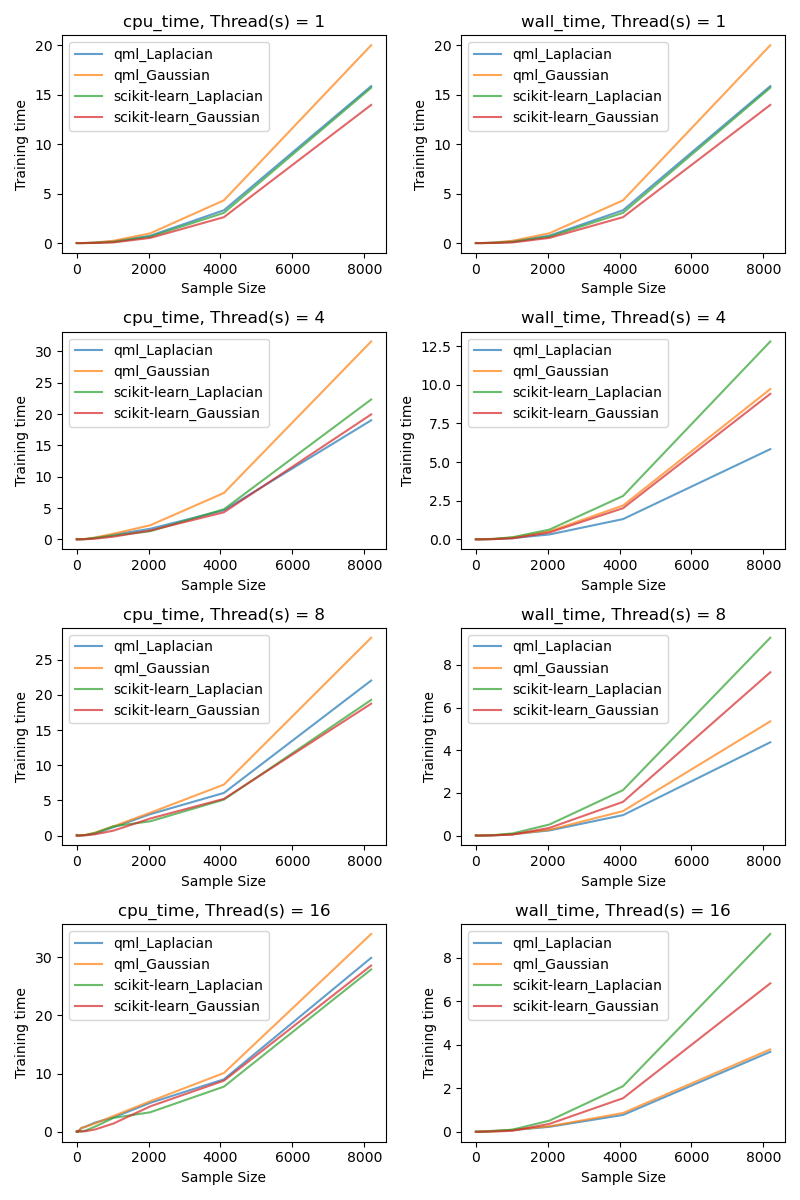 cpu_time, Thread(s) = 1
20
15
10
5
0
Training time
qml_Laplacian
qml_Gaussian
scikit-learn_Laplacian
scikit-learn_Gaussian
0 2000 4000 6000 8000
Sample Size
wall_time, Thread(s) = 1
20
15
10
5
0
Training time
qml_Laplacian
qml_Gaussian
scikit-learn_Laplacian
scikit-learn_Gaussian
0 2000 4000 6000 8000
Sample Size
cpu_time, Thread(s) = 4
30
25
20
15
10
5
0
Training time
qml_Laplacian
qml_Gaussian
scikit-learn_Laplacian
scikit-learn_Gaussian
0 2000 4000 6000 8000
Sample Size
wall_time, Thread(s) = 4
12.5
10.0
7.5
5.0
2.5
0.0
Training time
qml_Laplacian
qml_Gaussian
scikit-learn_Laplacian
scikit-learn_Gaussian
0 2000 4000 6000 8000
Sample Size
cpu_time, Thread(s) = 8
25
20
15
10
5
0
Training time
qml_Laplacian
qml_Gaussian
scikit-learn_Laplacian
scikit-learn_Gaussian
0 2000 4000 6000 8000
Sample Size
wall_time, Thread(s) = 8
8
6
4
2
0
Training time
qml_Laplacian
qml_Gaussian
scikit-learn_Laplacian
scikit-learn_Gaussian
0 2000 4000 6000 8000
Sample Size
cpu_time, Thread(s) = 16
30
20
10
0
Training time
qml_Laplacian
qml_Gaussian
scikit-learn_Laplacian
scikit-learn_Gaussian
0 2000 4000 6000 8000
Sample Size
wall_time, Thread(s) = 16
8
6
4
2
0
Training time
qml_Laplacian
qml_Gaussian
scikit-learn_Laplacian
scikit-learn_Gaussian
0 2000 4000 6000 8000
Sample Size